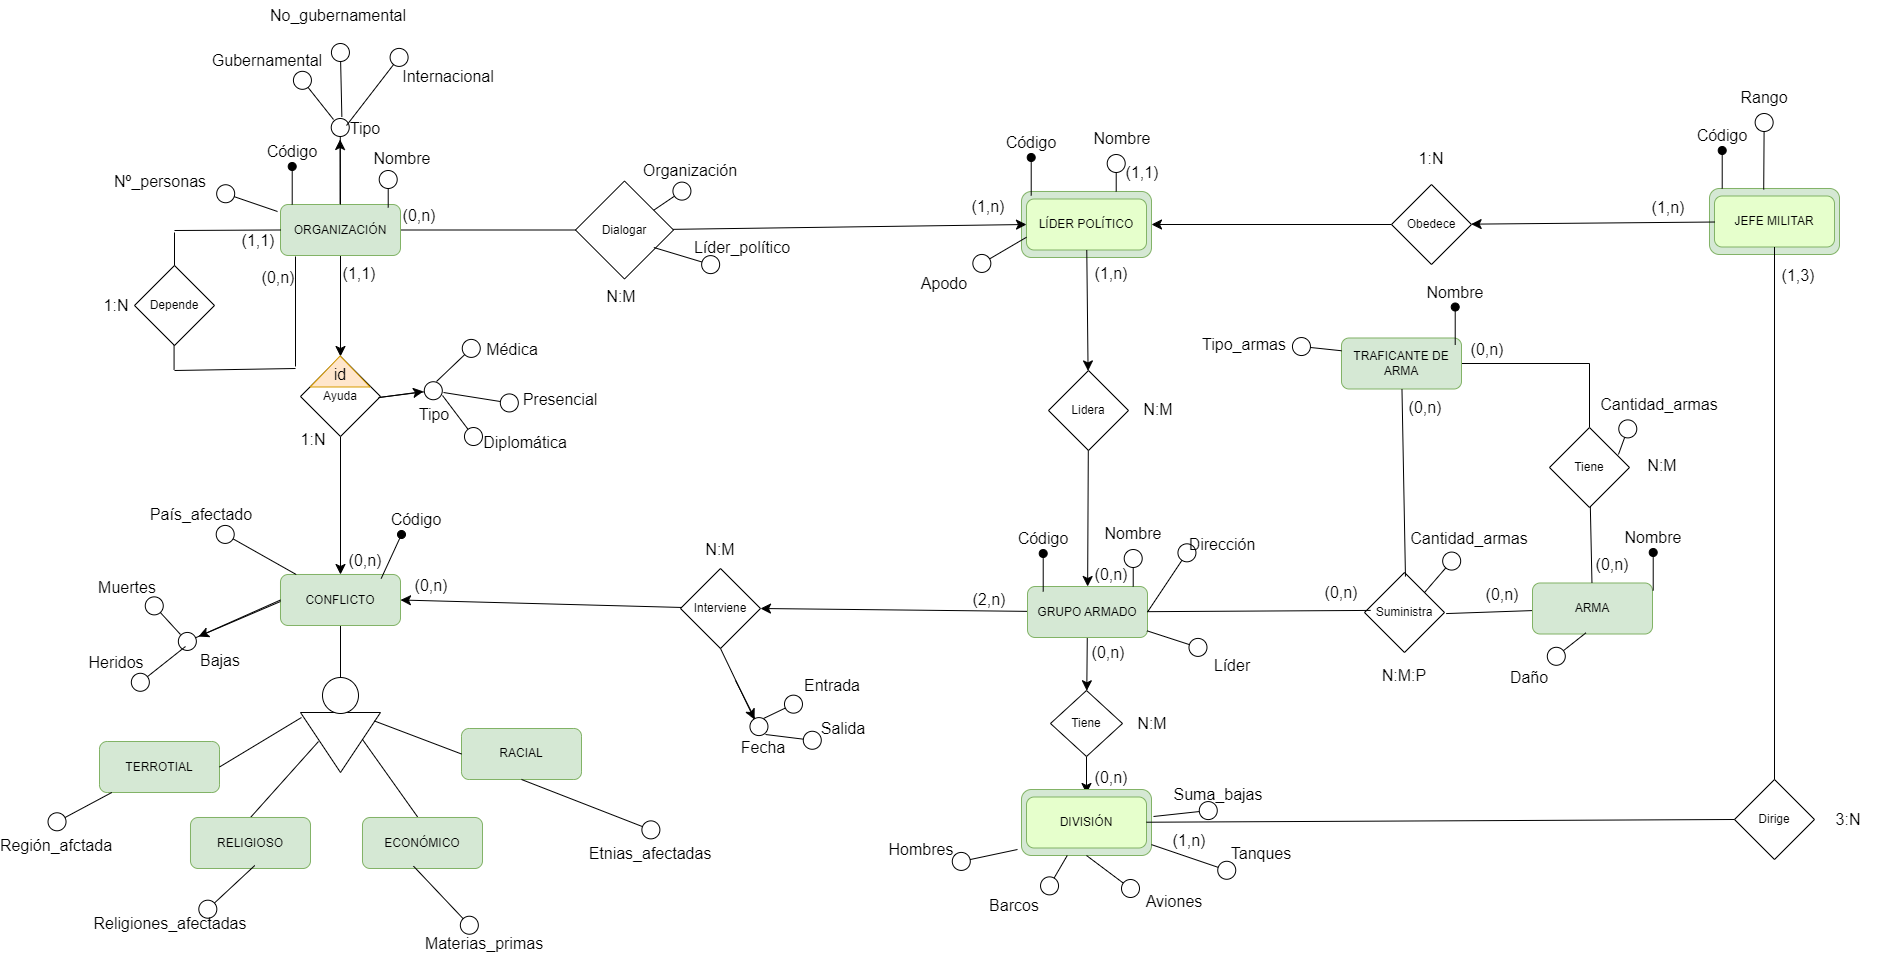 No_gubernamental
Gubernamental
Internacional
Tipo
Código
Nombre
Nº_personas
ORGANIZACIÓN
(0,n)
(1,1)
(0,n)
(1,1)
1:N
Depende
Organización
Dialogar
Líder_político
N:M
(1,n)
Código
Nombre
(1,1)
LÍDER POLÍTICO
Apodo
(1,n)
1:N
Obedece
(1,n)
Rango
Código
JEFE MILITAR
(1,3)
id
Ayuda
1:N
Médica
Presencial
Tipo
Diplomática
Lidera
N:M
Nombre
Tipo_armas
TRAFICANTE DE
ARMA
(0,n)
(0,n)
Cantidad_armas
Tiene
N:M
País_afectado
Código
(0,n)
Muertes
CONFLICTO
(0,n)
Heridos
Bajas
N:M
Interviene
Entrada
Salida
Fecha
(2,n)
Código
Nombre
Dirección
(0,n)
GRUPO ARMADO
Líder
(0,n)
Cantidad_armas
(0,n)
Suministra
(0,n)
N:M:P
Nombre
(0,n)
ARMA
Daño
Tiene
N:M
(0,n)
TERROTIAL
RACIAL
Región_afctada
RELIGIOSO
ECONÓMICO
Etnias_afectadas
Religiones_afectadas
Materias_primas
Suma_bajas
DIVISIÓN
(1,n)
Hombres
Barcos
Aviones
Tanques
Dirige
3:N